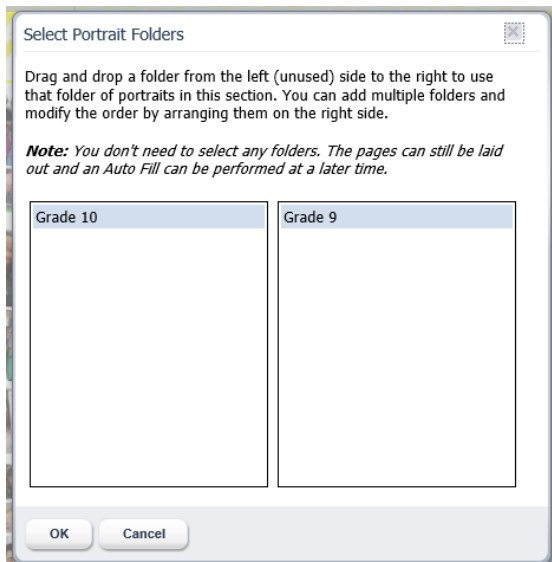 Select Portrait Folders
Drag and drop a folder from the left (unused) side to the right to use
that folder of portraits in this section. You can add multiple folders and
modify the order by arranging them on the right side.
Note: You don't need to select any folders. The pages can still be laid
out and an Auto Fill can be performed at a later time.
Grade 10
Grade 9
OK
Cancel